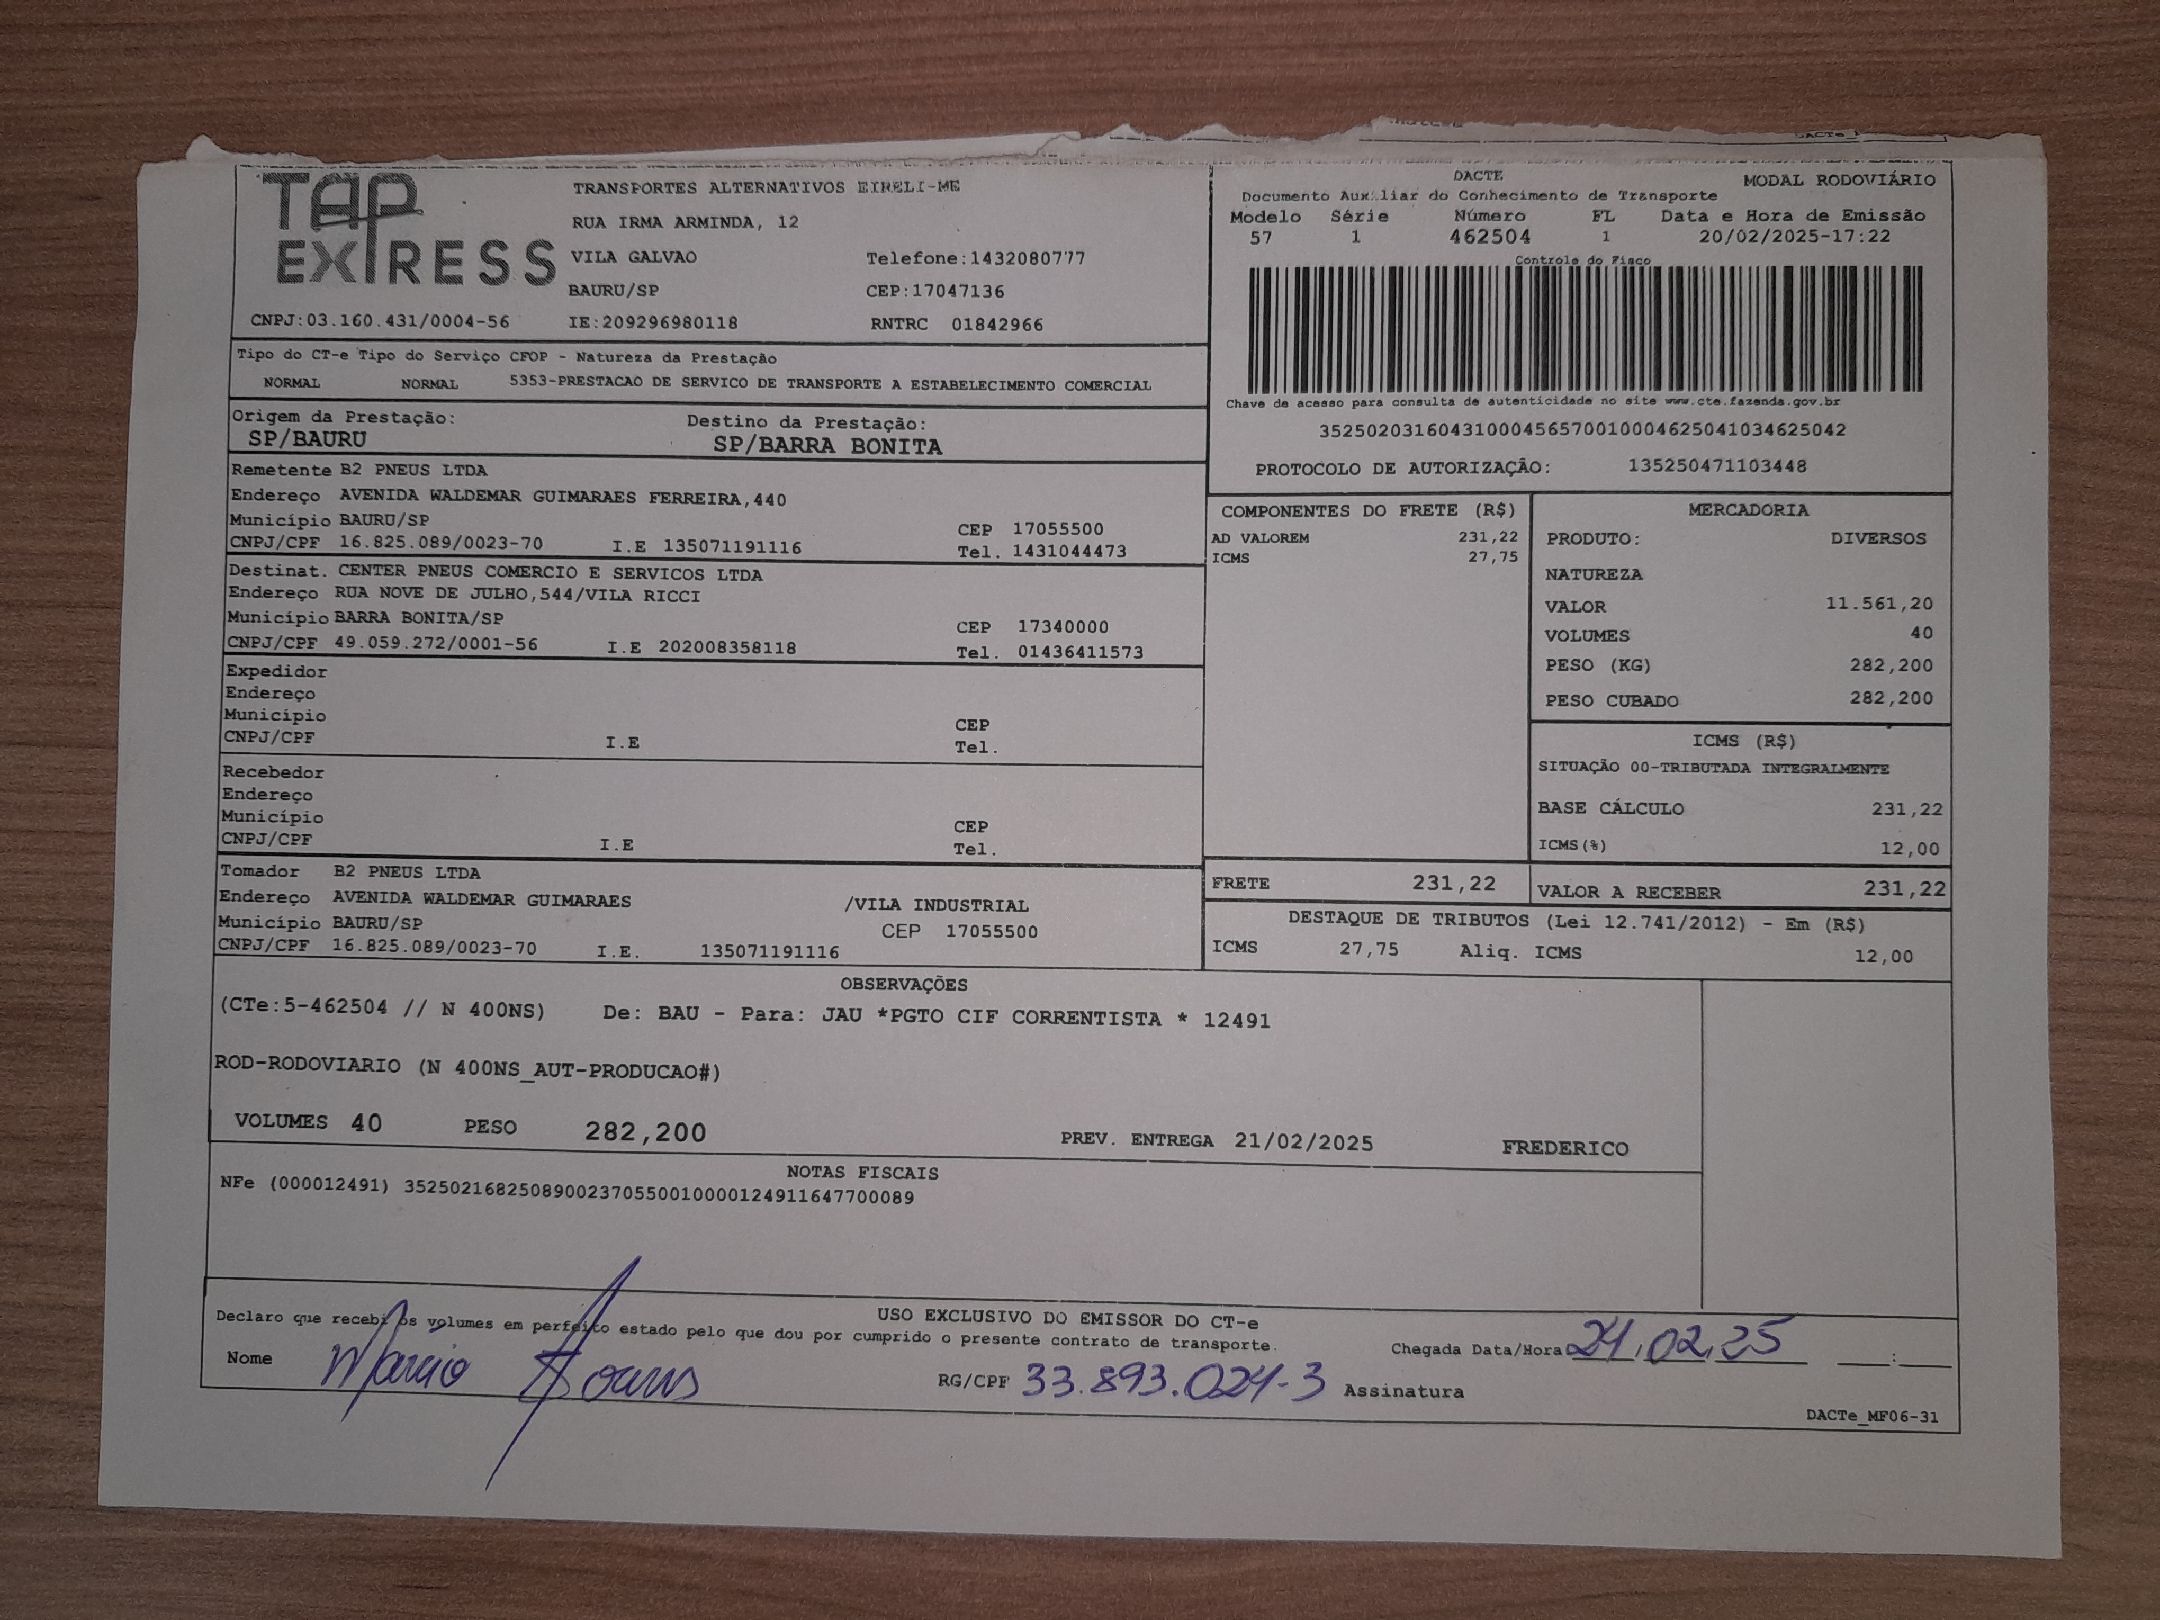 TAP EXPRESS
TRANSPORTES ALTERNATIVOS EIRELI-ME
RUA IRMA ARMINDA, 12
VILA GALVAO Telefone:1432080777
BAURU/SP CEP:17047136
CNPJ:03.160.431/0004-56 IE:209296980118 RNTRC 01842966
DACTE MODAL RODOVIÁRIO
Documento Auxiliar do Conhecimento de Transporte
Modelo Série Número FL Data e Hora de Emissão
57 1 462504 1 20/02/2025-17:22
Controle do Fisco
Chave de acesso para consulta de autenticidade no site www.cte.fazenda.gov.br
35250203160431000456570010004625041034625042
PROTOCOLO DE AUTORIZAÇÃO: 135250471103448
Tipo do CT-e Tipo do Serviço CFOP - Natureza da Prestação
NORMAL NORMAL 5353-PRESTACAO DE SERVICO DE TRANSPORTE A ESTABELECIMENTO COMERCIAL
Origem da Prestação: Destino da Prestação:
SP/BAURU SP/BARRA BONITA
Remetente B2 PNEUS LTDA
Endereço AVENIDA WALDEMAR GUIMARAES FERREIRA,440
Município BAURU/SP CEP 17055500
CNPJ/CPF 16.825.089/0023-70 I.E 135071191116 Tel. 1431044473
Destinat. CENTER PNEUS COMERCIO E SERVICOS LTDA
Endereço RUA NOVE DE JULHO,544/VILA RICCI
Município BARRA BONITA/SP CEP 17340000
CNPJ/CPF 49.059.272/0001-56 I.E 202008358118 Tel. 01436411573
Expedidor
Endereço
Município CEP
CNPJ/CPF I.E Tel.
Recebedor
Endereço
Município CEP
CNPJ/CPF I.E Tel.
Tomador B2 PNEUS LTDA
Endereço AVENIDA WALDEMAR GUIMARAES /VILA INDUSTRIAL
Município BAURU/SP CEP 17055500
CNPJ/CPF 16.825.089/0023-70 I.E. 135071191116
COMPONENTES DO FRETE (R$)
AD VALOREM 231,22
ICMS 27,75
MERCADORIA
PRODUTO: DIVERSOS
NATUREZA
VALOR 11.561,20
VOLUMES 40
PESO (KG) 282,200
PESO CUBADO 282,200
ICMS (R$)
SITUAÇÃO 00-TRIBUTADA INTEGRALMENTE
BASE CÁLCULO 231,22
ICMS(%) 12,00
FRETE 231,22 VALOR A RECEBER 231,22
DESTAQUE DE TRIBUTOS (Lei 12.741/2012) - Em (R$)
ICMS 27,75 Aliq. ICMS 12,00
OBSERVAÇÕES
(CTe:5-462504 // N 400NS) De: BAU - Para: JAU *PGTO CIF CORRENTISTA * 12491
ROD-RODOVIARIO (N 400NS_AUT-PRODUCAO#)
VOLUMES 40 PESO 282,200 PREV. ENTREGA 21/02/2025 FREDERICO
NOTAS FISCAIS
NFe (000012491) 35250216825089002370550010000124911647700089
USO EXCLUSIVO DO EMISSOR DO CT-e
Declaro que recebi os volumes em perfeito estado pelo que dou por cumprido o presente contrato de transporte.
Chegada Data/Hora 21.02.25 :
Nome Marcio RG/CPF 33.893.024-3 Assinatura
DACTe_MF06-31